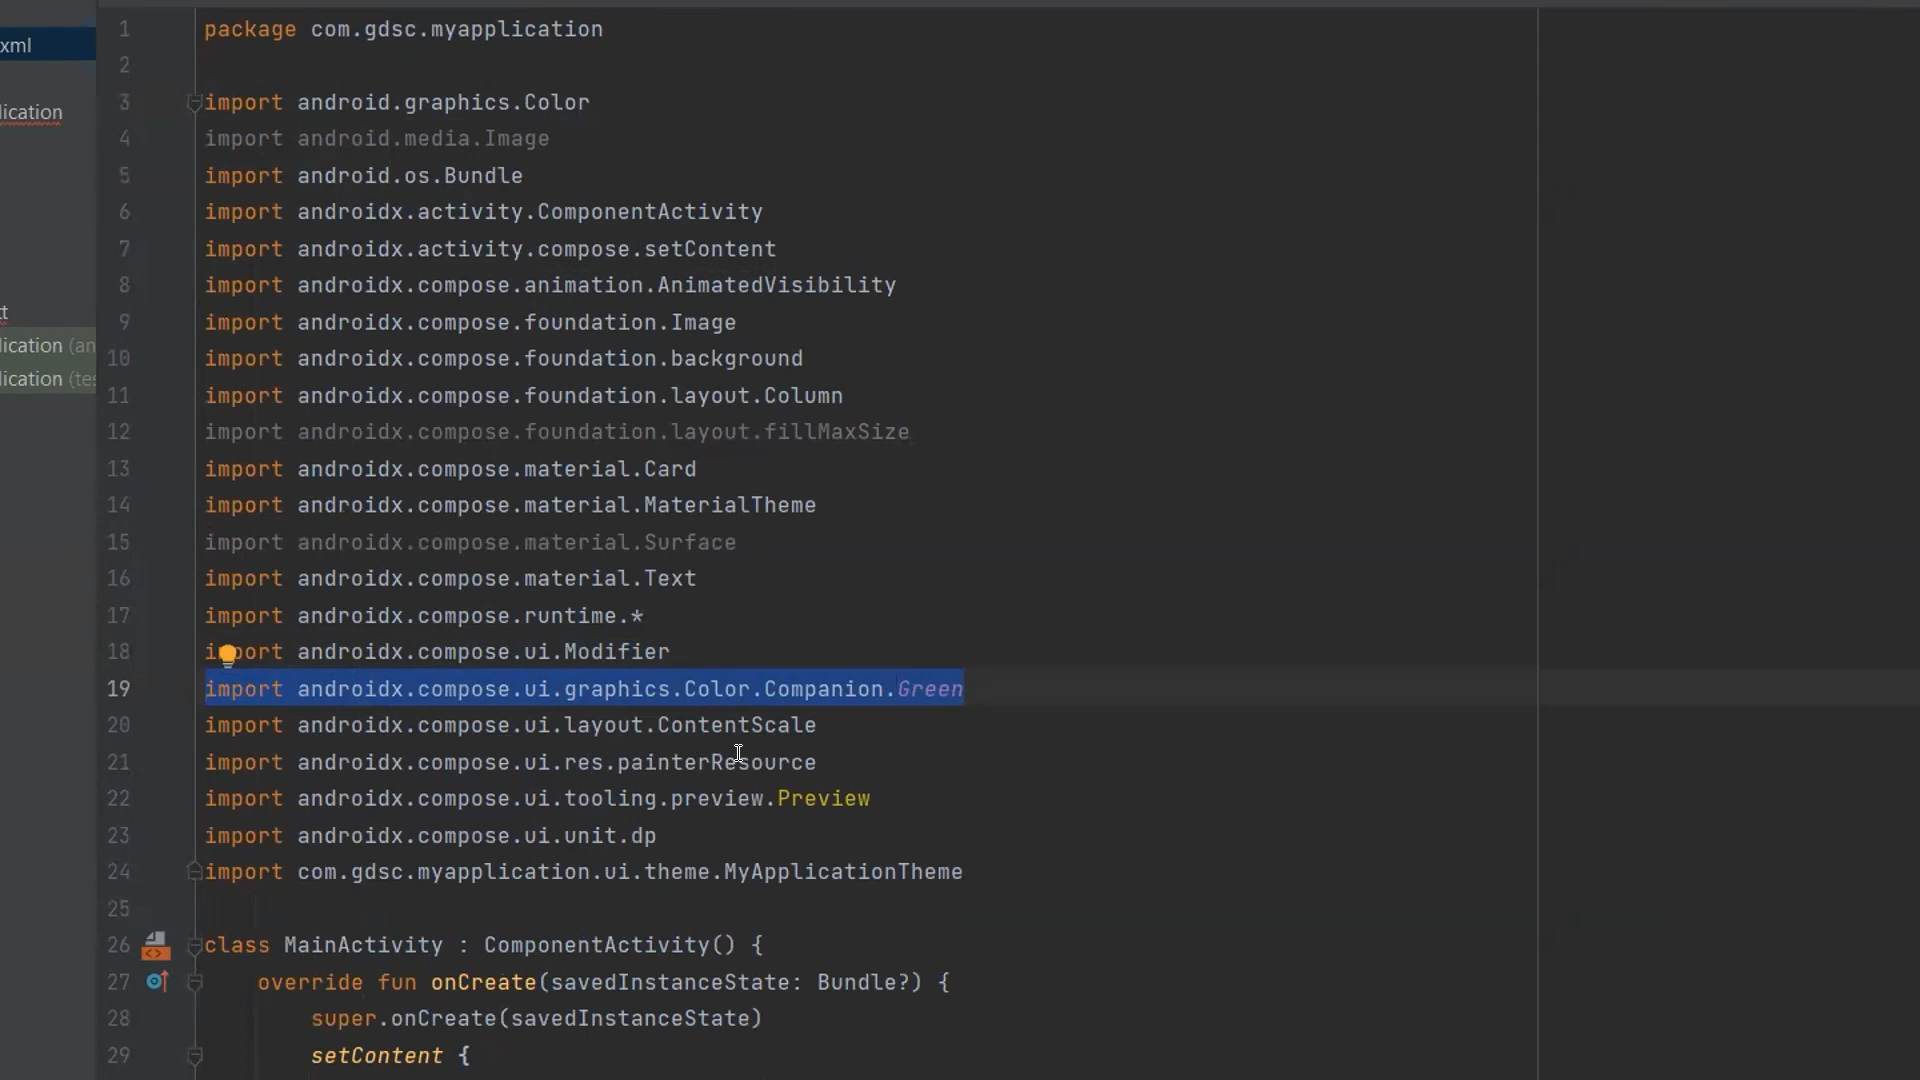 xml
lication
t
lication (an
lication (tes
1 package com.gdsc.myapplication
2
3 import android.graphics.Color
4 import android.media.Image
5 import android.os.Bundle
6 import androidx.activity.ComponentActivity
7 import androidx.activity.compose.setContent
8 import androidx.compose.animation.AnimatedVisibility
9 import androidx.compose.foundation.Image
10 import androidx.compose.foundation.background
11 import androidx.compose.foundation.layout.Column
12 import androidx.compose.foundation.layout.fillMaxSize
13 import androidx.compose.material.Card
14 import androidx.compose.material.MaterialTheme
15 import androidx.compose.material.Surface
16 import androidx.compose.material.Text
17 import androidx.compose.runtime.*
18 import androidx.compose.ui.Modifier
19 import androidx.compose.ui.graphics.Color.Companion.Green
20 import androidx.compose.ui.layout.ContentScale
21 import androidx.compose.ui.res.painterResource
22 import androidx.compose.ui.tooling.preview.Preview
23 import androidx.compose.ui.unit.dp
24 import com.gdsc.myapplication.ui.theme.MyApplicationTheme
25
26 class MainActivity : ComponentActivity() {
27 override fun onCreate(savedInstanceState: Bundle?) {
28 super.onCreate(savedInstanceState)
29 setContent {